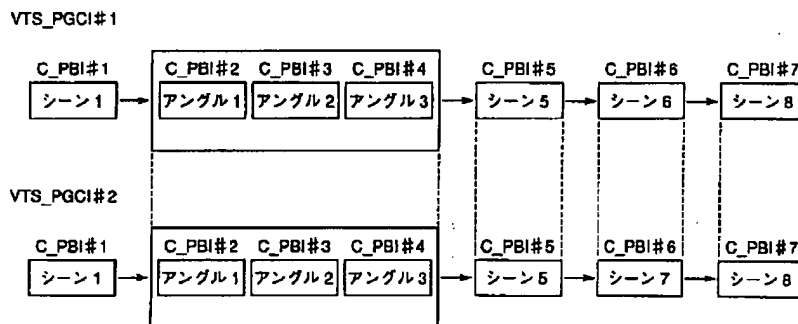 VTS_PGCI#1
C_PBI#1 C_PBI#2 C_PBI#3 C_PBI#4 C_PBI#5 C_PBI#6 C_PBI#7
シーン1 アングル1 アングル2 アングル3 シーン5 シーン6 シーン8
VTS_PGCI#2
C_PBI#1 C_PBI#2 C_PBI#3 C_PBI#4 C_PBI#5 C_PBI#6 C_PBI#7
シーン1 アングル1 アングル2 アングル3 シーン5 シーン7 シーン8